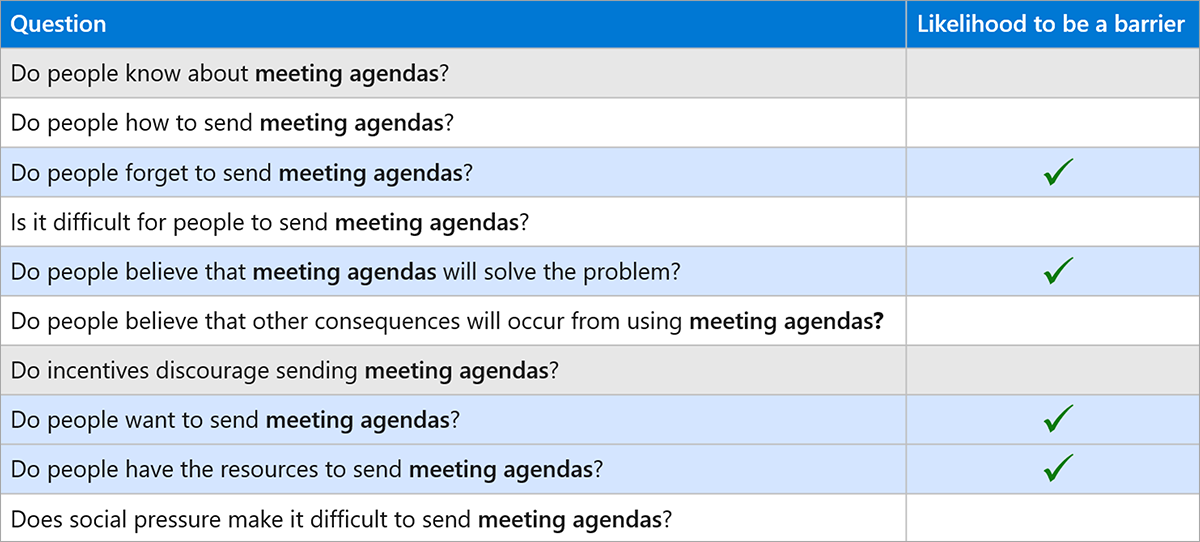 Question Likelihood to be a barrier
Do people know about meeting agendas?
Do people how to send meeting agendas?
Do people forget to send meeting agendas? ✓
Is it difficult for people to send meeting agendas?
Do people believe that meeting agendas will solve the problem? ✓
Do people believe that other consequences will occur from using meeting agendas?
Do incentives discourage sending meeting agendas?
Do people want to send meeting agendas? ✓
Do people have the resources to send meeting agendas? ✓
Does social pressure make it difficult to send meeting agendas?